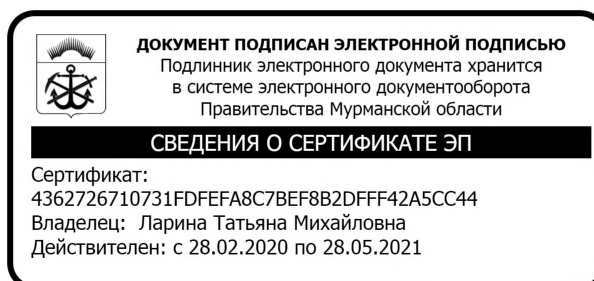 ДОКУМЕНТ ПОДПИСАН ЭЛЕКТРОННОЙ ПОДПИСЬЮ
Подлинник электронного документа хранится
в системе электронного документооборота
Правительства Мурманской области
СВЕДЕНИЯ О СЕРТИФИКАТЕ ЭП
Сертификат:
4362726710731FDFEFA8C7BEF8B2DFFF42A5CC44
Владелец: Ларина Татьяна Михайловна
Действителен: с 28.02.2020 по 28.05.2021